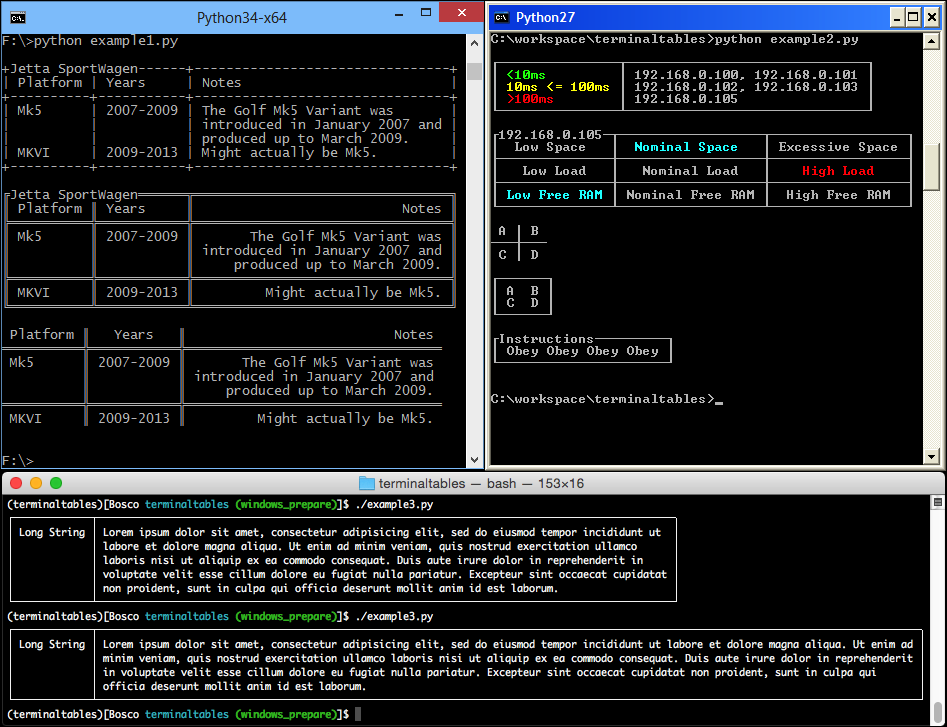 Python34-x64
F:\>python example1.py
+Jetta SportWagen------+--------------------------------+
| Platform | Years     | Notes                          |
+----------+-----------+--------------------------------+
| Mk5      | 2007-2009 | The Golf Mk5 Variant was       |
|          |           | introduced in January 2007 and |
|          |           | produced up to March 2009.     |
| MKVI     | 2009-2013 | Might actually be Mk5.         |
+----------+-----------+--------------------------------+
Jetta SportWagen
Platform Years Notes
Mk5 2007-2009 The Golf Mk5 Variant was
introduced in January 2007 and
produced up to March 2009.
MKVI 2009-2013 Might actually be Mk5.
Platform Years Notes
Mk5 2007-2009 The Golf Mk5 Variant was
introduced in January 2007 and
produced up to March 2009.
MKVI 2009-2013 Might actually be Mk5.
F:\>
Python27
C:\workspace\terminaltables>python example2.py
<10ms 192.168.0.100, 192.168.0.101
10ms <= 100ms 192.168.0.102, 192.168.0.103
>100ms 192.168.0.105
192.168.0.105
Low Space Nominal Space Excessive Space
Low Load Nominal Load High Load
Low Free RAM Nominal Free RAM High Free RAM
A B
C D
A B
C D
Instructions
Obey Obey Obey Obey
C:\workspace\terminaltables>_
terminaltables — bash — 153×16
(terminaltables)[Bosco terminaltables (windows_prepare)]$ ./example3.py
Long String Lorem ipsum dolor sit amet, consectetur adipisicing elit, sed do eiusmod tempor incididunt ut
labore et dolore magna aliqua. Ut enim ad minim veniam, quis nostrud exercitation ullamco
laboris nisi ut aliquip ex ea commodo consequat. Duis aute irure dolor in reprehenderit in
voluptate velit esse cillum dolore eu fugiat nulla pariatur. Excepteur sint occaecat cupidatat
non proident, sunt in culpa qui officia deserunt mollit anim id est laborum.
(terminaltables)[Bosco terminaltables (windows_prepare)]$ ./example3.py
Long String Lorem ipsum dolor sit amet, consectetur adipisicing elit, sed do eiusmod tempor incididunt ut labore et dolore magna aliqua. Ut enim ad
minim veniam, quis nostrud exercitation ullamco laboris nisi ut aliquip ex ea commodo consequat. Duis aute irure dolor in reprehenderit
in voluptate velit esse cillum dolore eu fugiat nulla pariatur. Excepteur sint occaecat cupidatat non proident, sunt in culpa qui
officia deserunt mollit anim id est laborum.
(terminaltables)[Bosco terminaltables (windows_prepare)]$